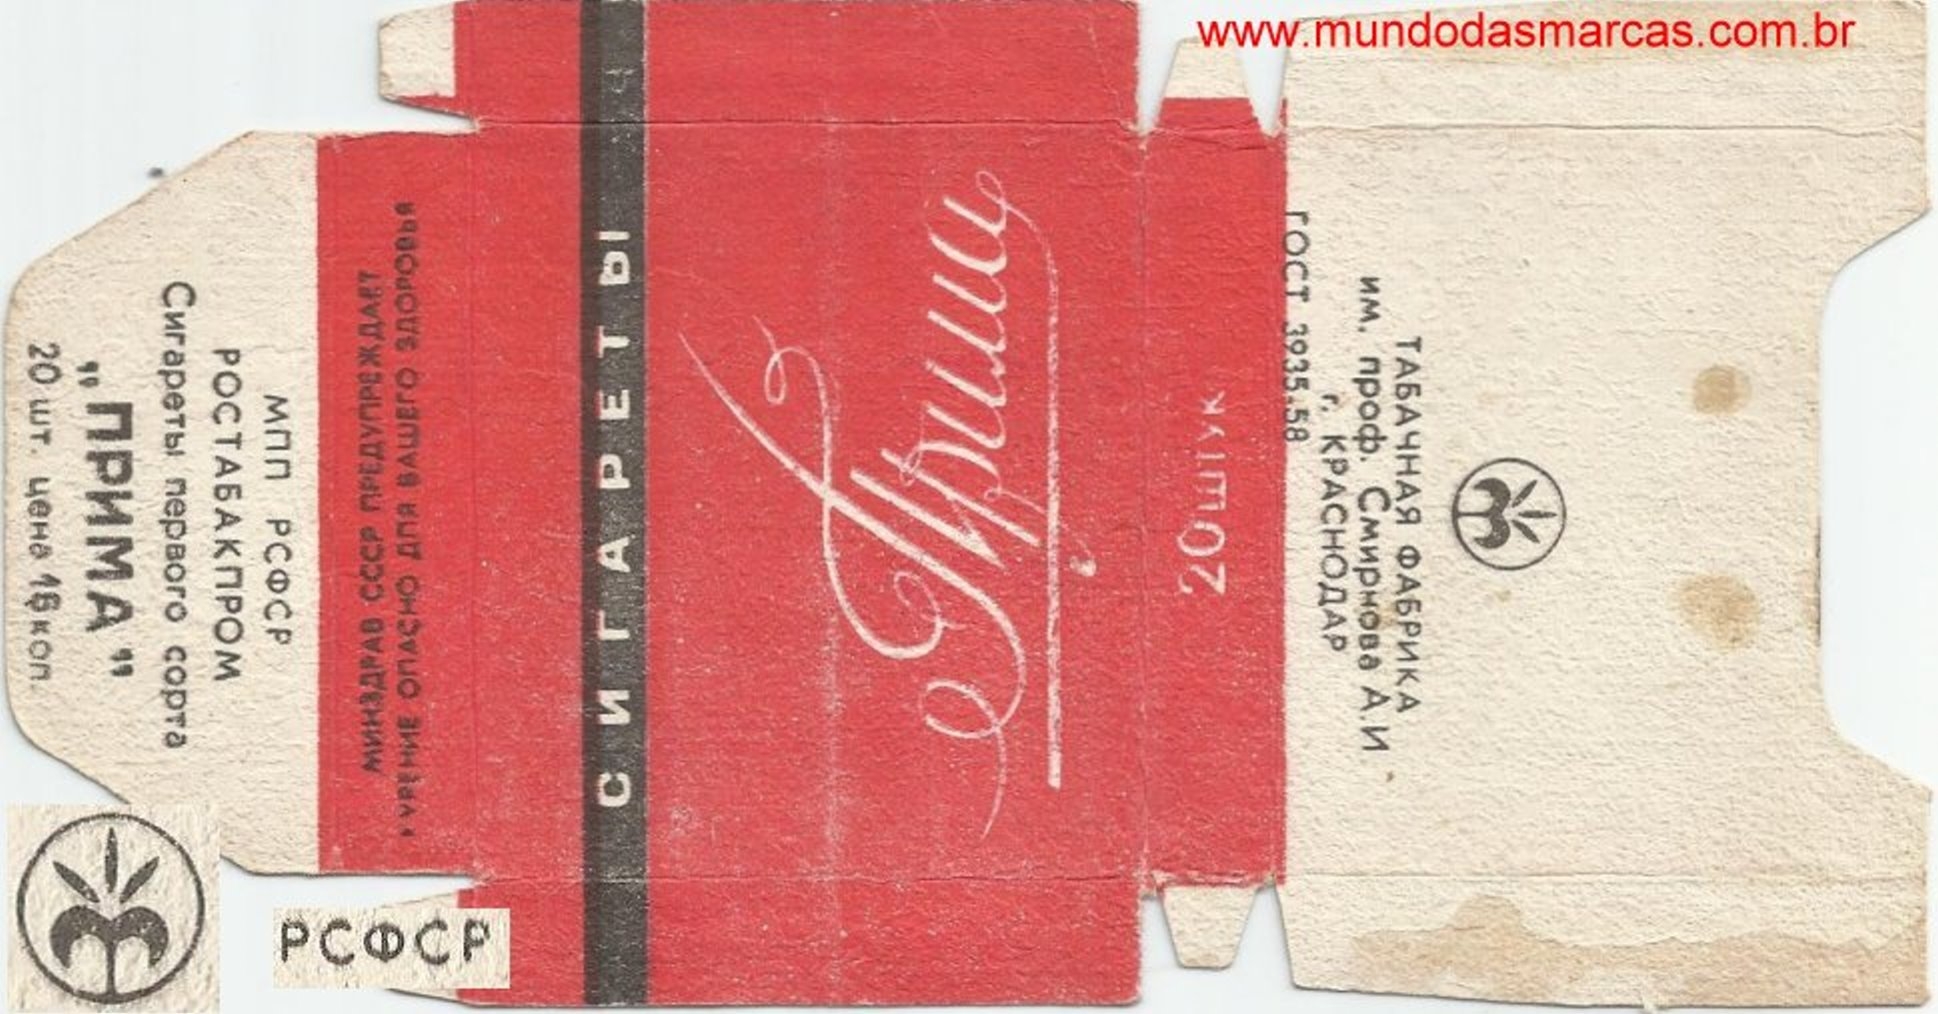 www.mundodasmarcas.com.br
МПП РСФСР
РОСТАБАКПРОМ
Сигареты первого сорта
„ПРИМА"
20 шт. цена 16 коп.
МИНЗДРАВ СССР ПРЕДУПРЕЖДАЕТ
КУРЕНИЕ ОПАСНО ДЛЯ ВАШЕГО ЗДОРОВЬЯ
СИГАРЕТЫ
Прима
20 ШТУК
ТАБАЧНАЯ ФАБРИКА
им. проф. Смирнова А.И.
г. КРАСНОДАР
ГОСТ 3935-58
РСФСР